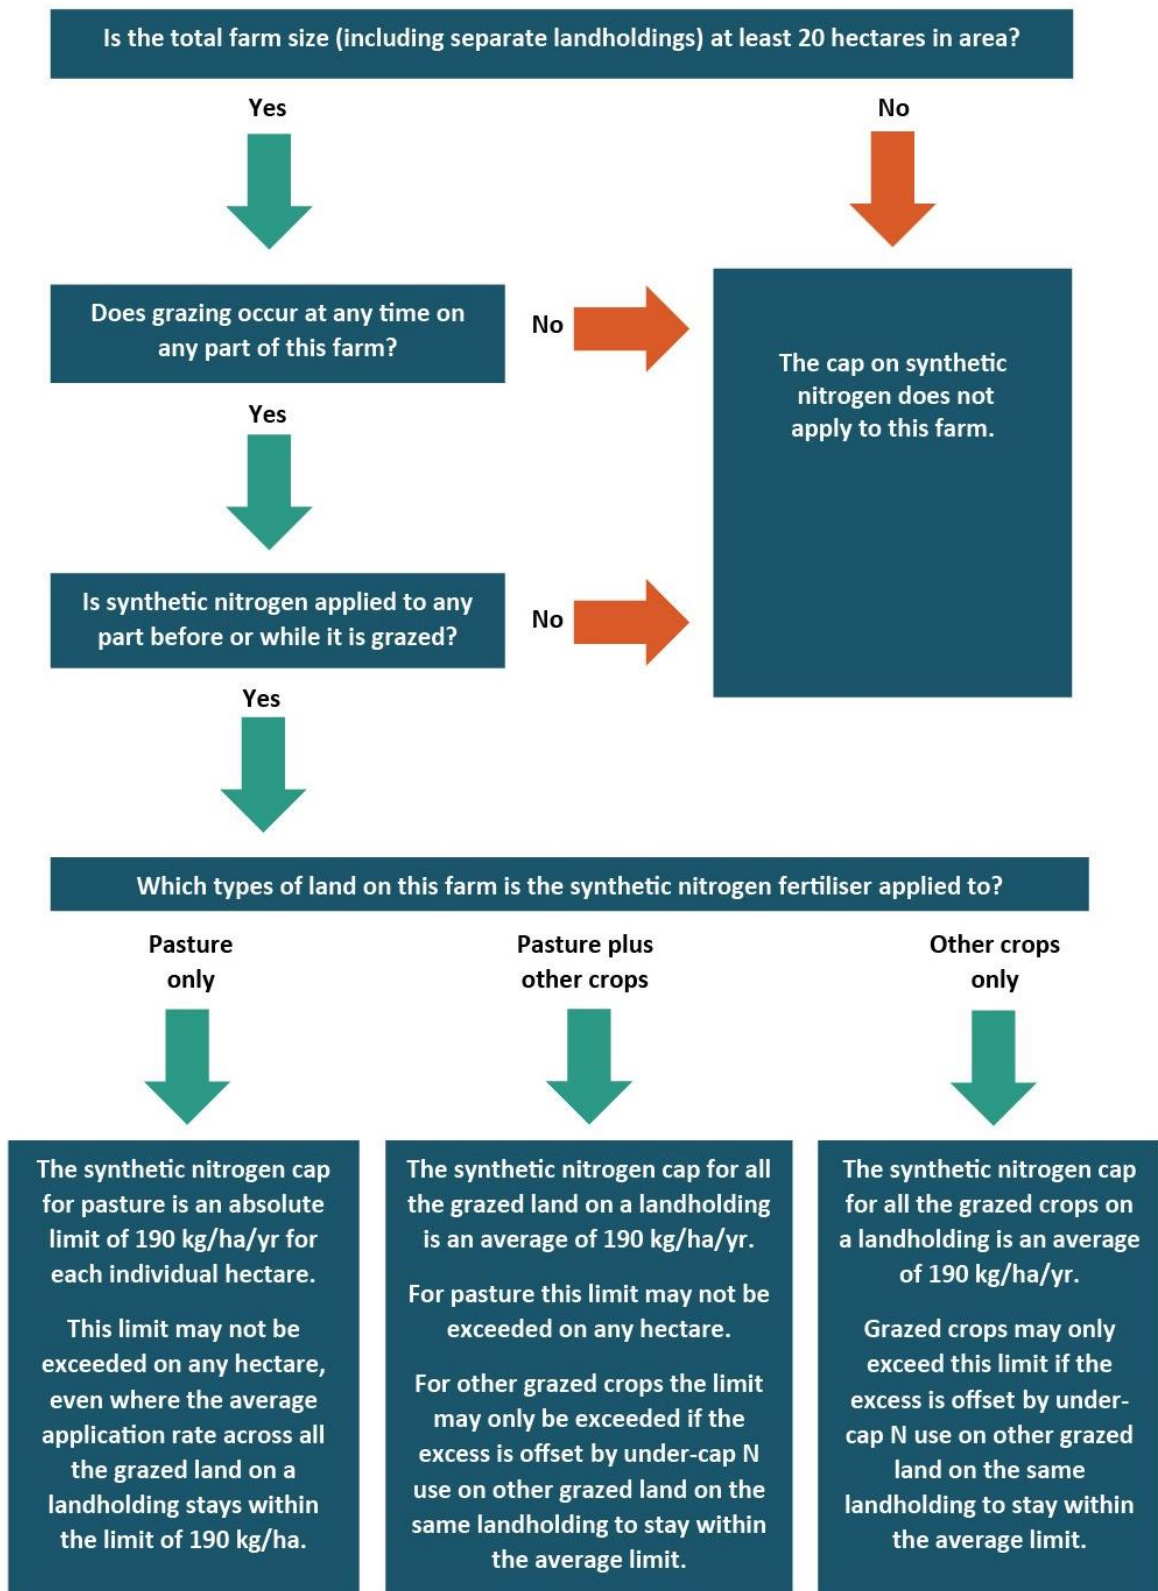 Is the total farm size (including separate landholdings) at least 20 hectares in area?
Yes
No
Does grazing occur at any time on
any part of this farm?
No
The cap on synthetic
nitrogen does not
apply to this farm.
Yes
Is synthetic nitrogen applied to any
part before or while it is grazed?
No
Yes
Which types of land on this farm is the synthetic nitrogen fertiliser applied to?
Pasture
only
Pasture plus
other crops
Other crops
only
The synthetic nitrogen cap
for pasture is an absolute
limit of 190 kg/ha/yr for
each individual hectare.
This limit may not be
exceeded on any hectare,
even where the average
application rate across all
the grazed land on a
landholding stays within
the limit of 190 kg/ha.
The synthetic nitrogen cap for all
the grazed land on a landholding
is an average of 190 kg/ha/yr.
For pasture this limit may not be
exceeded on any hectare.
For other grazed crops the limit
may only be exceeded if the
excess is offset by under-cap N
use on other grazed land on the
same landholding to stay within
the average limit.
The synthetic nitrogen cap
for all the grazed crops on
a landholding is an average
of 190 kg/ha/yr.
Grazed crops may only
exceed this limit if the
excess is offset by under-
cap N use on other grazed
land on the same
landholding to stay within
the average limit.